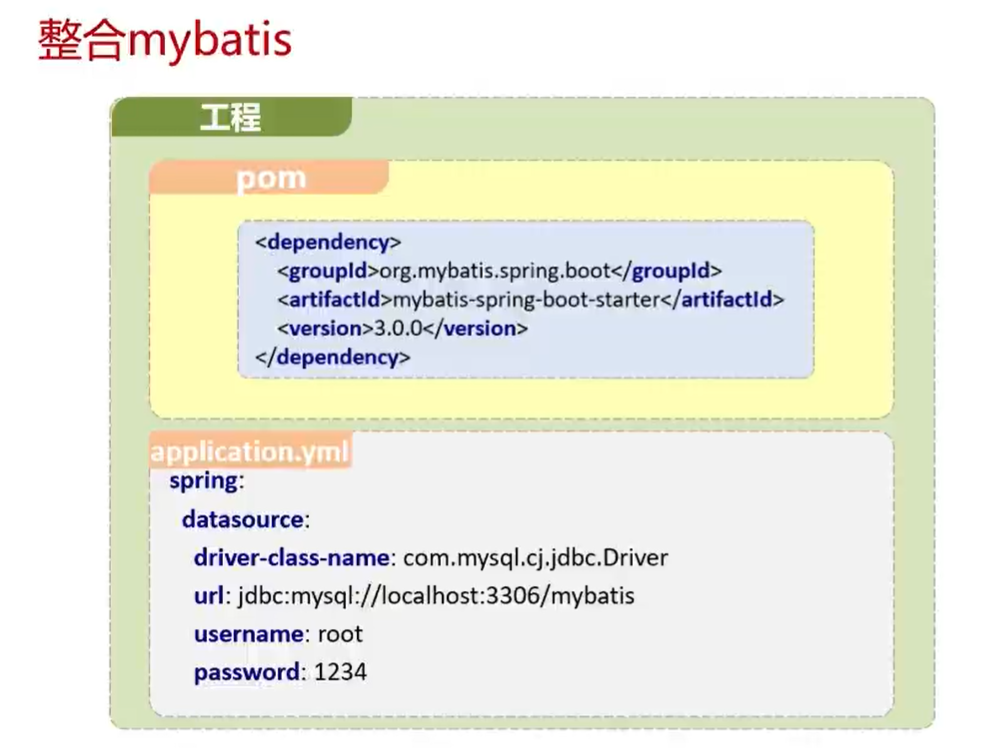 整合mybatis
工程
pom
<dependency>
<groupId>org.mybatis.spring.boot</groupId>
<artifactId>mybatis-spring-boot-starter</artifactId>
<version>3.0.0</version>
</dependency>
application.yml
spring:
datasource:
driver-class-name: com.mysql.cj.jdbc.Driver
url: jdbc:mysql://localhost:3306/mybatis
username: root
password: 1234